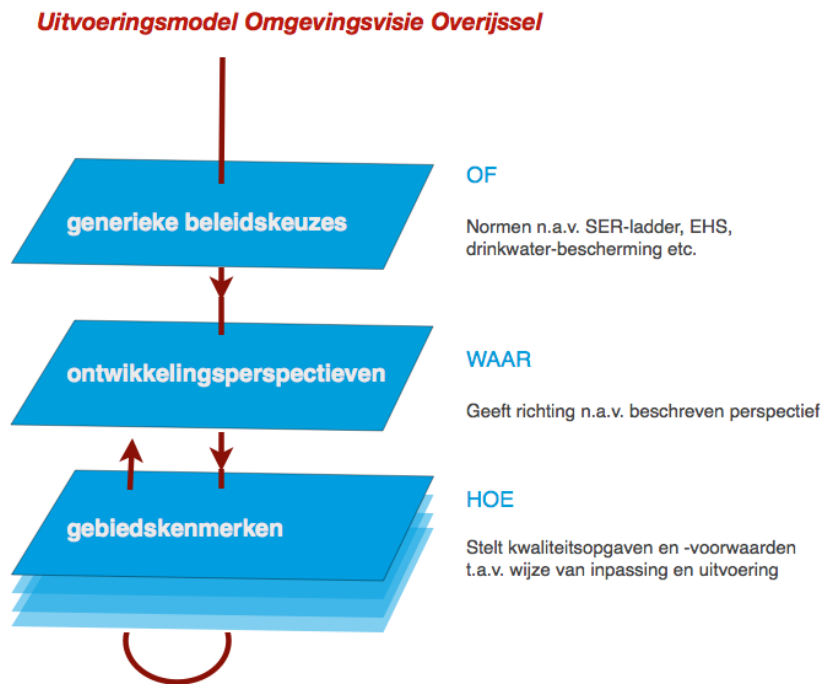 Uitvoeringsmodel Omgevingsvisie Overijssel
OF
generieke beleidskeuzes
Normen n.a.v. SER-ladder, EHS,
drinkwater-bescherming etc.
WAAR
ontwikkelingsperspectieven
Geeft richting n.a.v. beschreven perspectief
HOE
gebiedskenmerken
Stelt kwaliteitsopgaven en -voorwaarden
t.a.v. wijze van inpassing en uitvoering